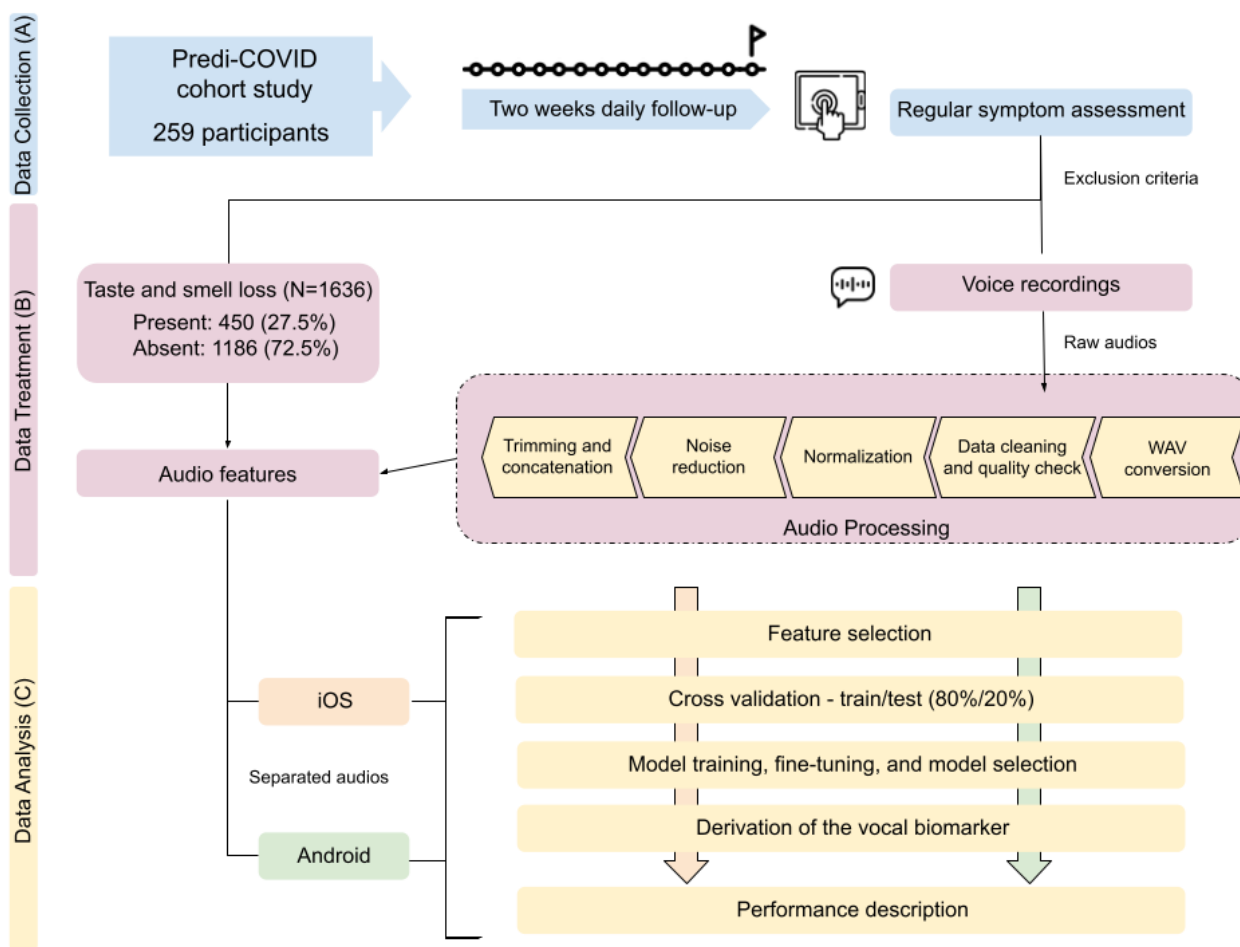 Data Collection (A)
Predi-COVID
cohort study
259 participants
Two weeks daily follow-up
Regular symptom assessment
Exclusion criteria
Data Treatment (B)
Taste and smell loss (N=1636)
Present: 450 (27.5%)
Absent: 1186 (72.5%)
Voice recordings
Raw audios
Audio features
Trimming and
concatenation
Noise
reduction
Normalization
Data cleaning
and quality check
WAV
conversion
Audio Processing
Data Analysis (C)
iOS
Separated audios
Android
Feature selection
Cross validation - train/test (80%/20%)
Model training, fine-tuning, and model selection
Derivation of the vocal biomarker
Performance description